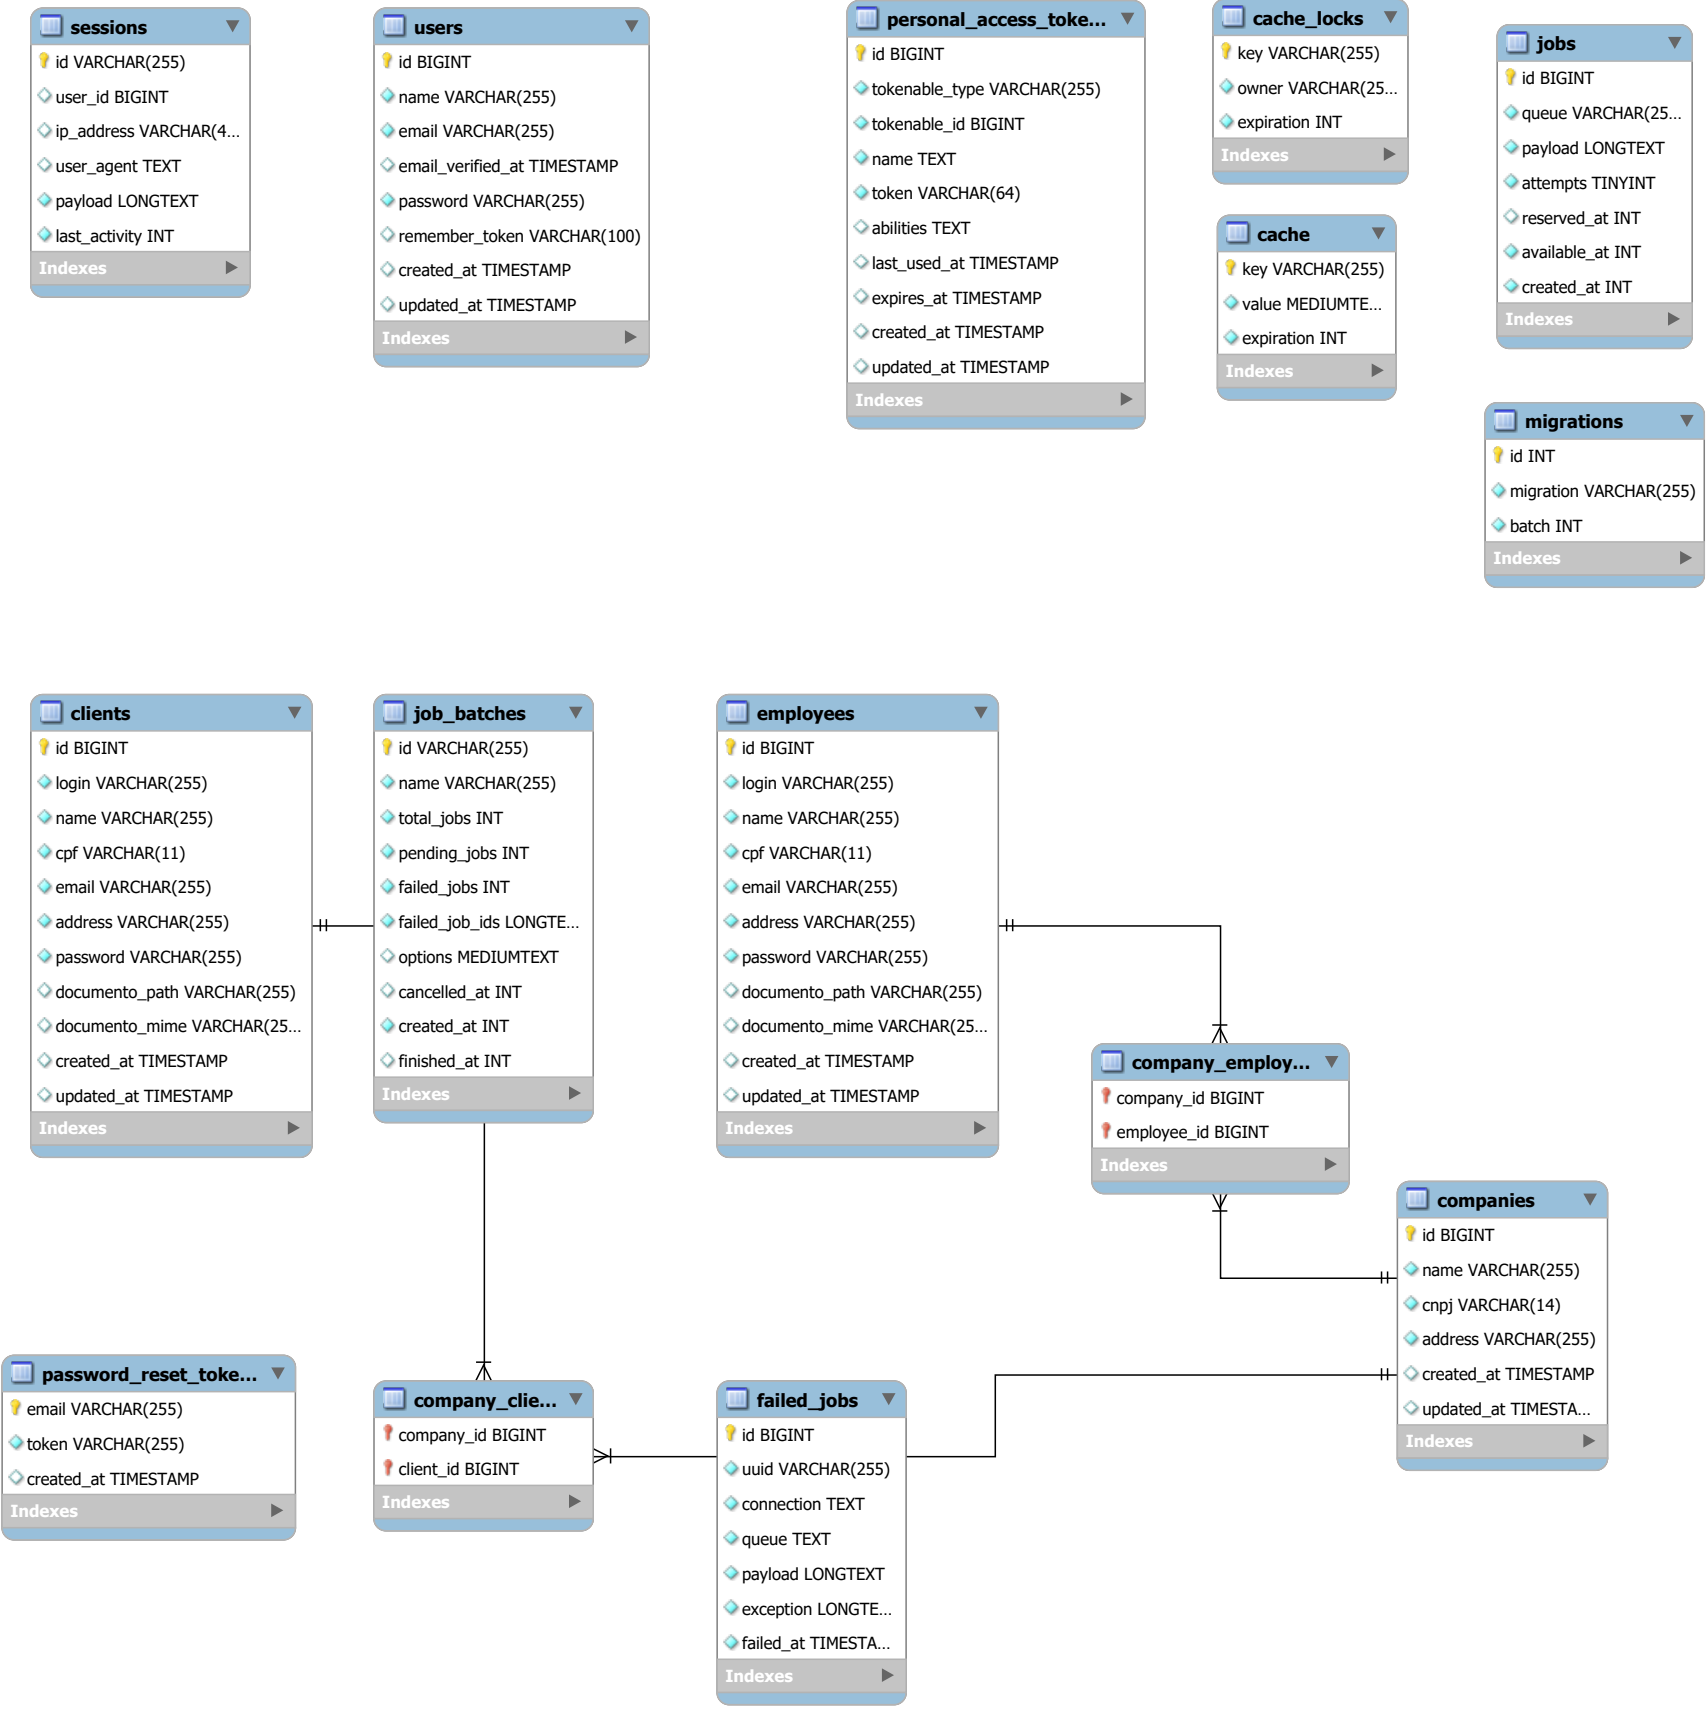 sessions
id VARCHAR(255)
user_id BIGINT
ip_address VARCHAR(4...
user_agent TEXT
payload LONGTEXT
last_activity INT
Indexes
users
id BIGINT
name VARCHAR(255)
email VARCHAR(255)
email_verified_at TIMESTAMP
password VARCHAR(255)
remember_token VARCHAR(100)
created_at TIMESTAMP
updated_at TIMESTAMP
Indexes
personal_access_toke...
id BIGINT
tokenable_type VARCHAR(255)
tokenable_id BIGINT
name TEXT
token VARCHAR(64)
abilities TEXT
last_used_at TIMESTAMP
expires_at TIMESTAMP
created_at TIMESTAMP
updated_at TIMESTAMP
Indexes
cache_locks
key VARCHAR(255)
owner VARCHAR(25...
expiration INT
Indexes
cache
key VARCHAR(255)
value MEDIUMTE...
expiration INT
Indexes
jobs
id BIGINT
queue VARCHAR(25...
payload LONGTEXT
attempts TINYINT
reserved_at INT
available_at INT
created_at INT
Indexes
migrations
id INT
migration VARCHAR(255)
batch INT
Indexes
clients
id BIGINT
login VARCHAR(255)
name VARCHAR(255)
cpf VARCHAR(11)
email VARCHAR(255)
address VARCHAR(255)
password VARCHAR(255)
documento_path VARCHAR(255)
documento_mime VARCHAR(25...
created_at TIMESTAMP
updated_at TIMESTAMP
Indexes
job_batches
id VARCHAR(255)
name VARCHAR(255)
total_jobs INT
pending_jobs INT
failed_jobs INT
failed_job_ids LONGTE...
options MEDIUMTEXT
cancelled_at INT
created_at INT
finished_at INT
Indexes
employees
id BIGINT
login VARCHAR(255)
name VARCHAR(255)
cpf VARCHAR(11)
email VARCHAR(255)
address VARCHAR(255)
password VARCHAR(255)
documento_path VARCHAR(255)
documento_mime VARCHAR(25...
created_at TIMESTAMP
updated_at TIMESTAMP
Indexes
company_employ...
company_id BIGINT
employee_id BIGINT
Indexes
companies
id BIGINT
name VARCHAR(255)
cnpj VARCHAR(14)
address VARCHAR(255)
created_at TIMESTAMP
updated_at TIMESTA...
Indexes
password_reset_toke...
email VARCHAR(255)
token VARCHAR(255)
created_at TIMESTAMP
Indexes
company_clie...
company_id BIGINT
client_id BIGINT
Indexes
failed_jobs
id BIGINT
uuid VARCHAR(255)
connection TEXT
queue TEXT
payload LONGTEXT
exception LONGTE...
failed_at TIMESTA...
Indexes